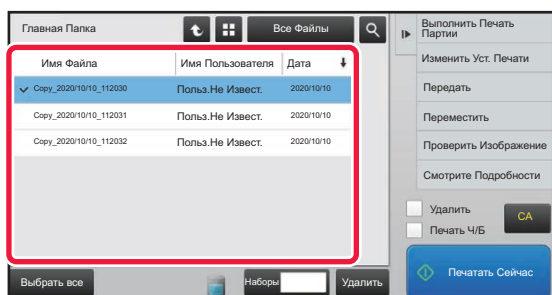 Главная Папка
Все Файлы
Имя Файла Имя Пользователя Дата
Copy_2020/10/10_112030 Польз.Не Извест. 2020/10/10
Copy_2020/10/10_112031 Польз.Не Извест. 2020/10/10
Copy_2020/10/10_112032 Польз.Не Извест. 2020/10/10
Выбрать все
Наборы
Удалить
Выполнить Печать
Партии
Изменить Уст. Печати
Передать
Переместить
Проверить Изображение
Смотрите Подробности
Удалить
Печать Ч/Б
CA
Печатать Сейчас